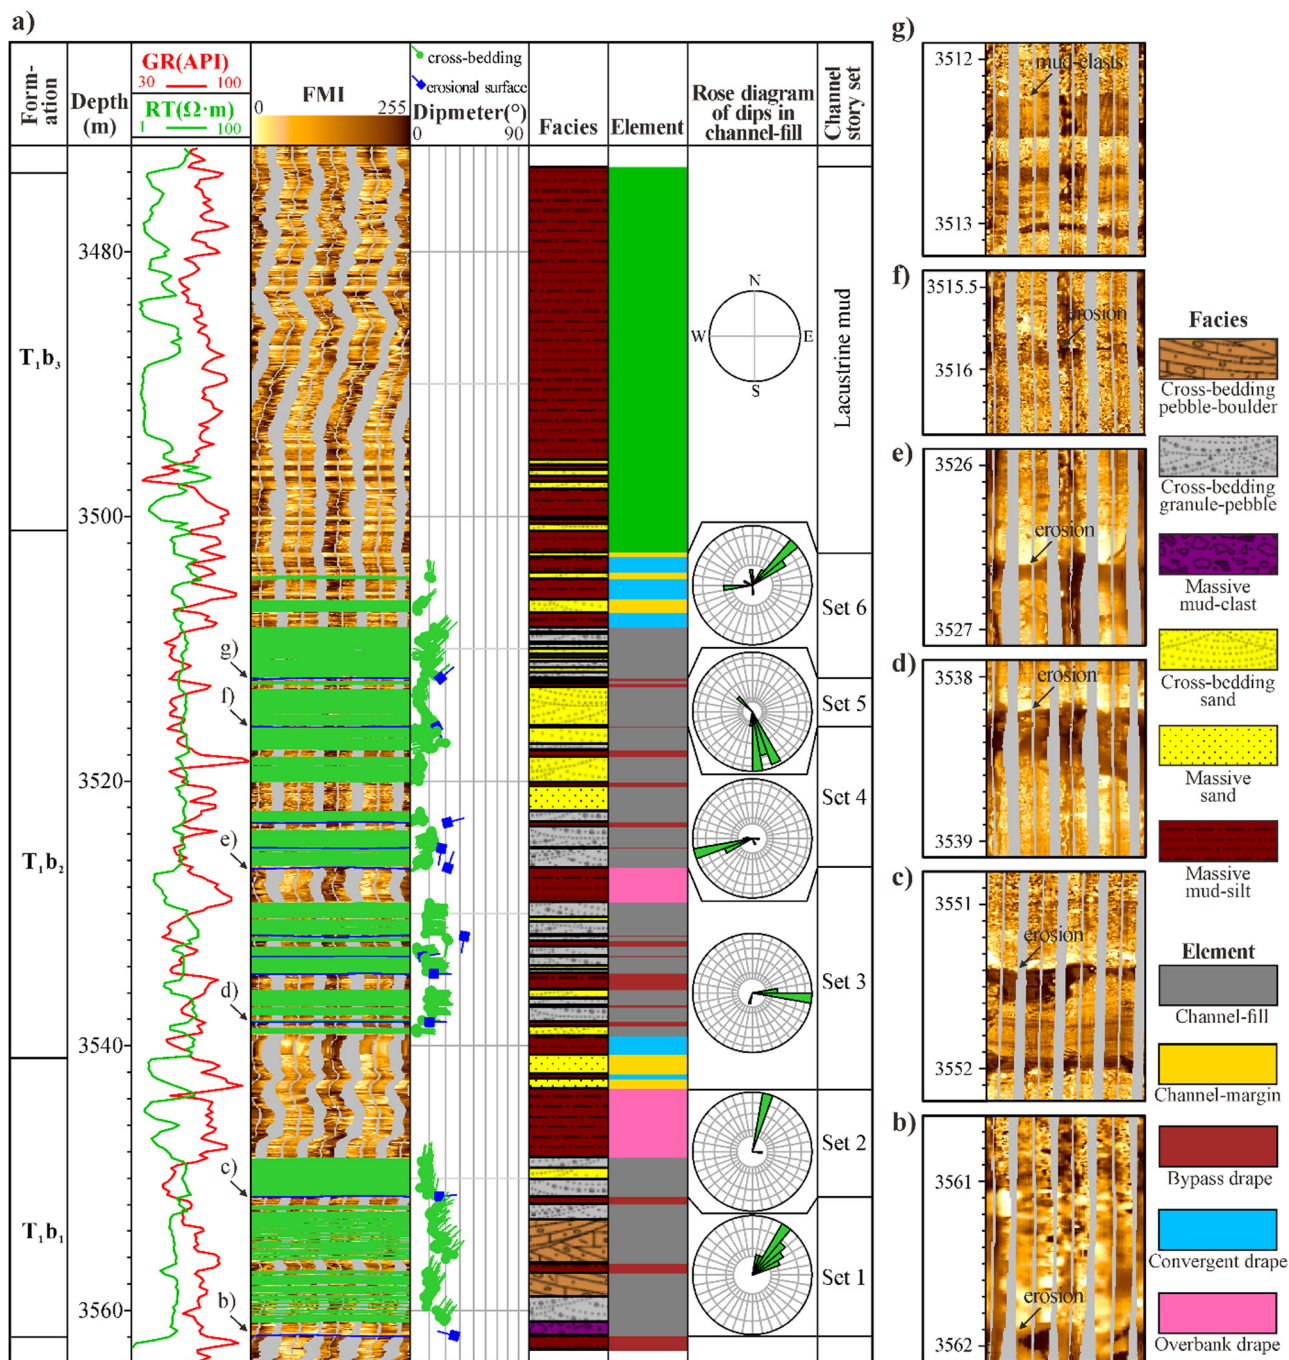 a)
Form-
ation
Depth
(m)
GR(API)
30 100
RT(Ω·m)
1 100
FMI
0 255
cross-bedding
erosional surface
Dipmeter(°)
0 90
Facies
Element
Rose diagram
of dips in
channel-fill
Channel
story set
T₁b₃
T₁b₂
T₁b₁
3480
3500
3520
3540
3560
g)
f)
e)
d)
c)
b)
N
W E
S
Lacustrine mud
Set 6
Set 5
Set 4
Set 3
Set 2
Set 1
g)
3512
mud-clasts
3513
f)
3515.5
erosion
3516
e)
3526
erosion
3527
d)
3538
erosion
3539
c)
3551
erosion
3552
b)
3561
erosion
3562
Facies
Cross-bedding
pebble-boulder
Cross-bedding
granule-pebble
Massive
mud-clast
Cross-bedding
sand
Massive
sand
Massive
mud-silt
Element
Channel-fill
Channel-margin
Bypass drape
Convergent drape
Overbank drape